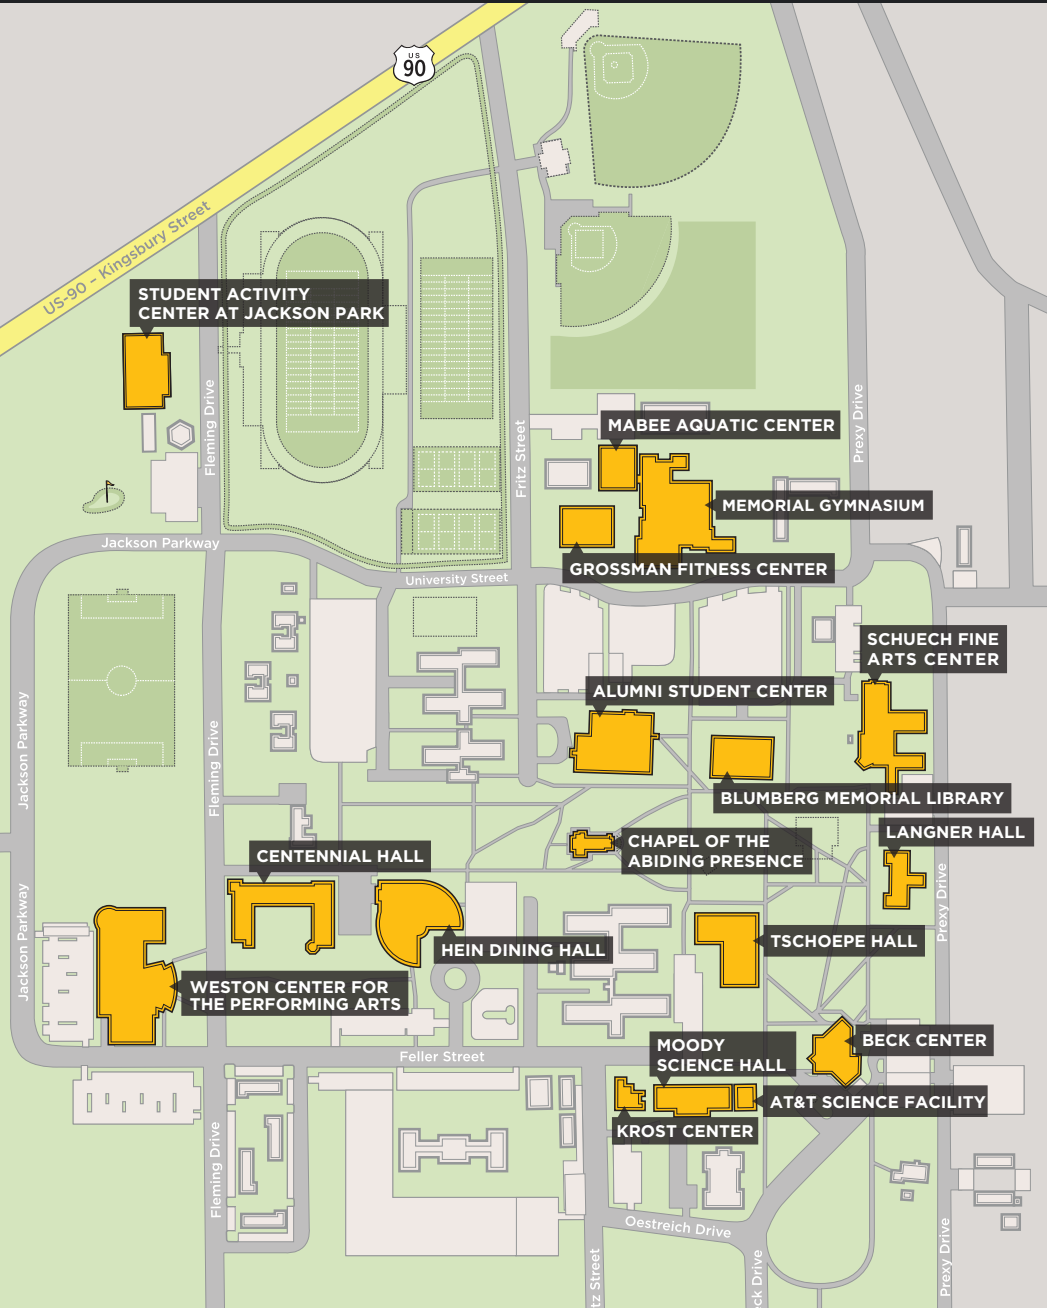 US
90
US-90 – Kingsbury Street
STUDENT ACTIVITY
CENTER AT JACKSON PARK
Fleming Drive
Fritz Street
Prexy Drive
MABEE AQUATIC CENTER
MEMORIAL GYMNASIUM
Jackson Parkway
GROSSMAN FITNESS CENTER
University Street
SCHUECH FINE
ARTS CENTER
ALUMNI STUDENT CENTER
Jackson Parkway
Fleming Drive
BLUMBERG MEMORIAL LIBRARY
LANGNER HALL
CHAPEL OF THE
ABIDING PRESENCE
CENTENNIAL HALL
Jackson Parkway
Prexy Drive
TSCHOEPE HALL
HEIN DINING HALL
WESTON CENTER FOR
THE PERFORMING ARTS
BECK CENTER
MOODY
SCIENCE HALL
Feller Street
AT&T SCIENCE FACILITY
KROST CENTER
Fleming Drive
Oestreich Drive
Prexy Drive
tz Street
ck Drive